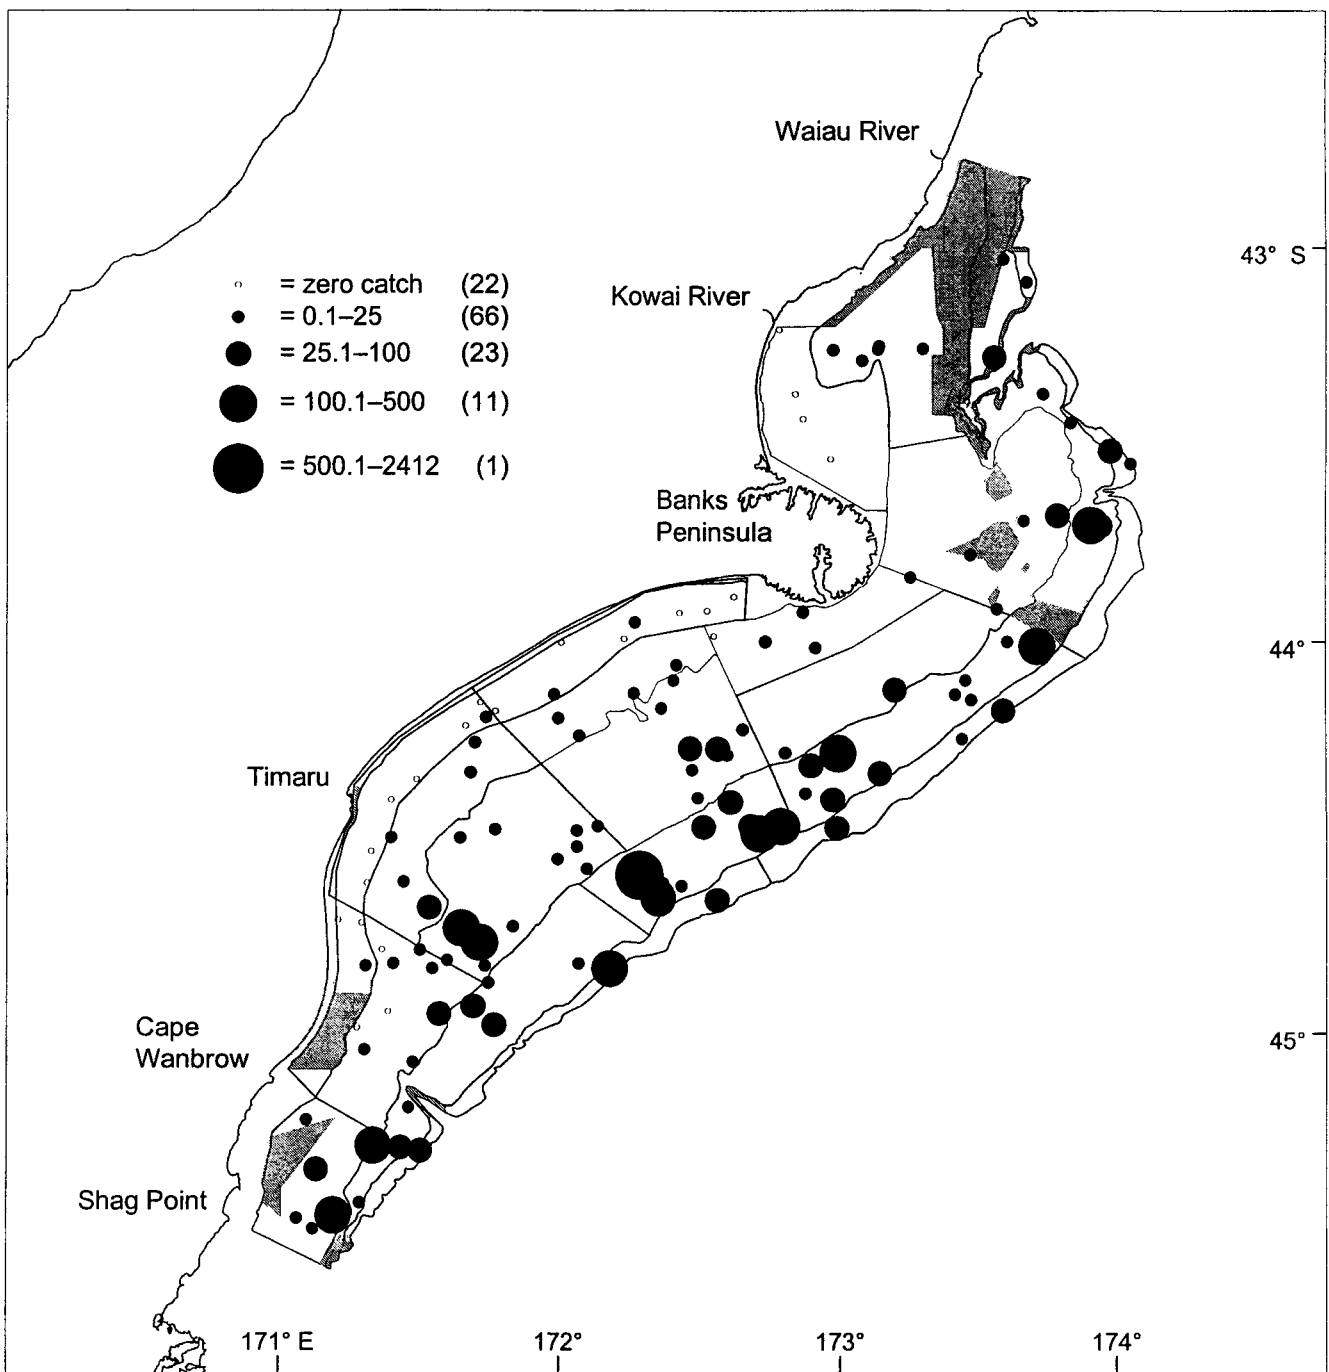 Waiau River
43° S
○ = zero catch (22)
Kowai River
● = 0.1–25 (66)
● = 25.1–100 (23)
● = 100.1–500 (11)
● = 500.1–2412 (1)
Banks
Peninsula
44°
Timaru
Cape
Wanbrow
45°
Shag Point
171° E 172° 173° 174°